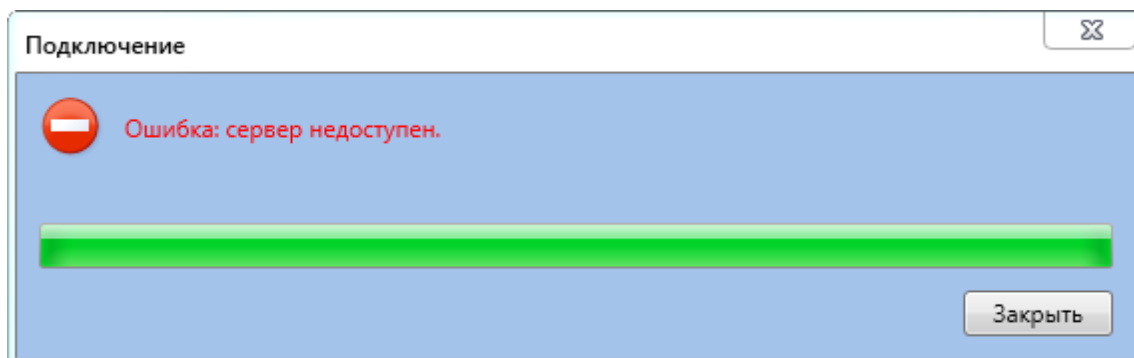 Подключение
Ошибка: сервер недоступен.
Закрыть